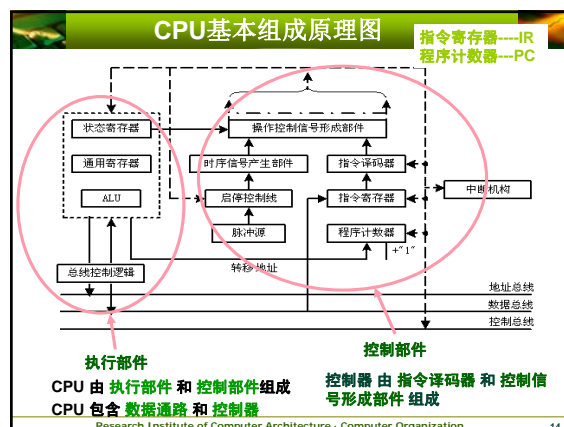 CPU基本组成原理图
指令寄存器----IR
程序计数器---PC
状态寄存器
操作控制信号形成部件
通用寄存器
时序信号产生部件
指令译码器
ALU
启停控制线
指令寄存器
中断机构
脉冲源
程序计数器
+"1"
总线控制逻辑
转移地址
地址总线
数据总线
控制总线
执行部件
控制部件
CPU 由 执行部件 和 控制部件组成
CPU 包含 数据通路 和 控制器
控制器 由 指令译码器 和 控制信
号形成部件 组成
Research Institute of Computer Architecture · Computer Organization
14